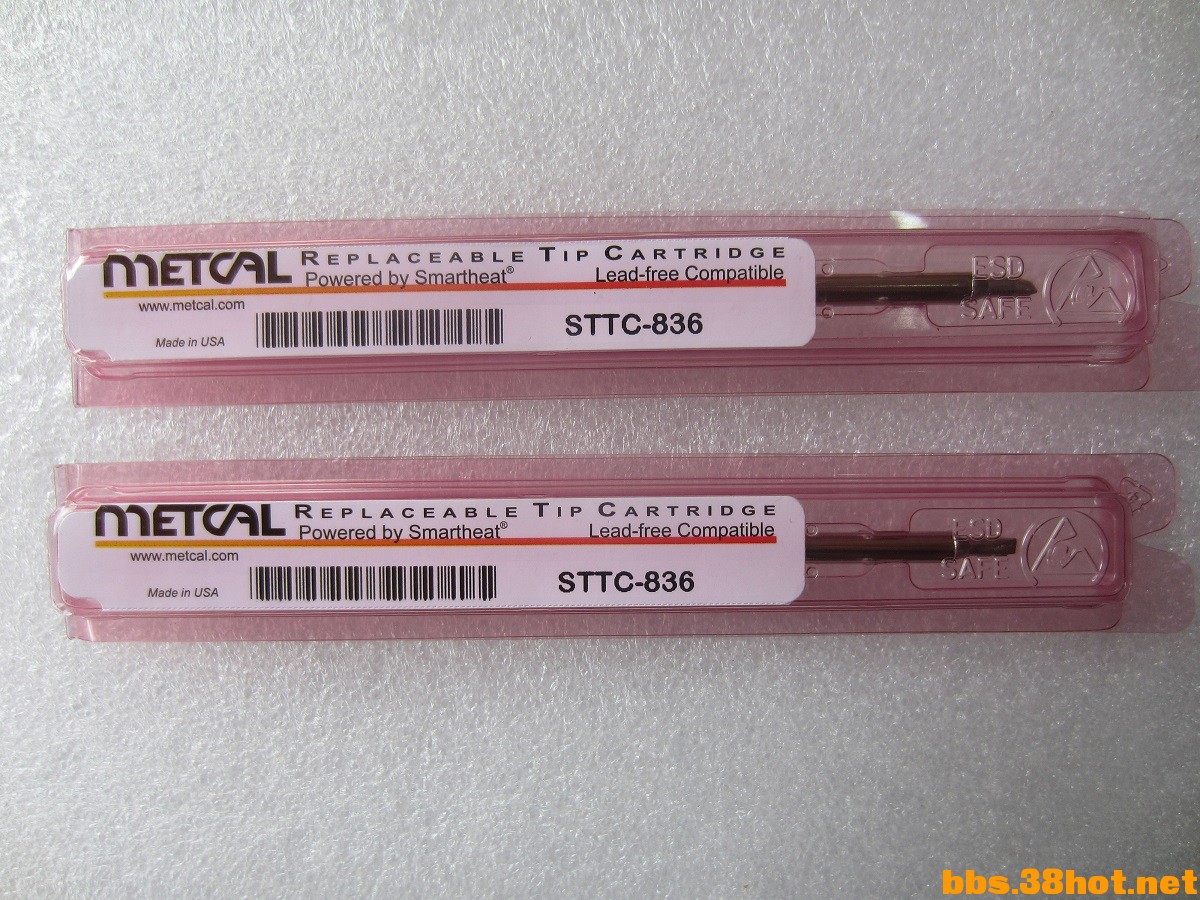 METCAL REPLACEABLE TIP CARTRIDGE
Powered by Smartheat® Lead-free Compatible
www.metcal.com
Made in USA
STTC-836
ESD
SAFE
METCAL REPLACEABLE TIP CARTRIDGE
Powered by Smartheat® Lead-free Compatible
www.metcal.com
Made in USA
STTC-836
ESD
SAFE
bbs.38hot.net